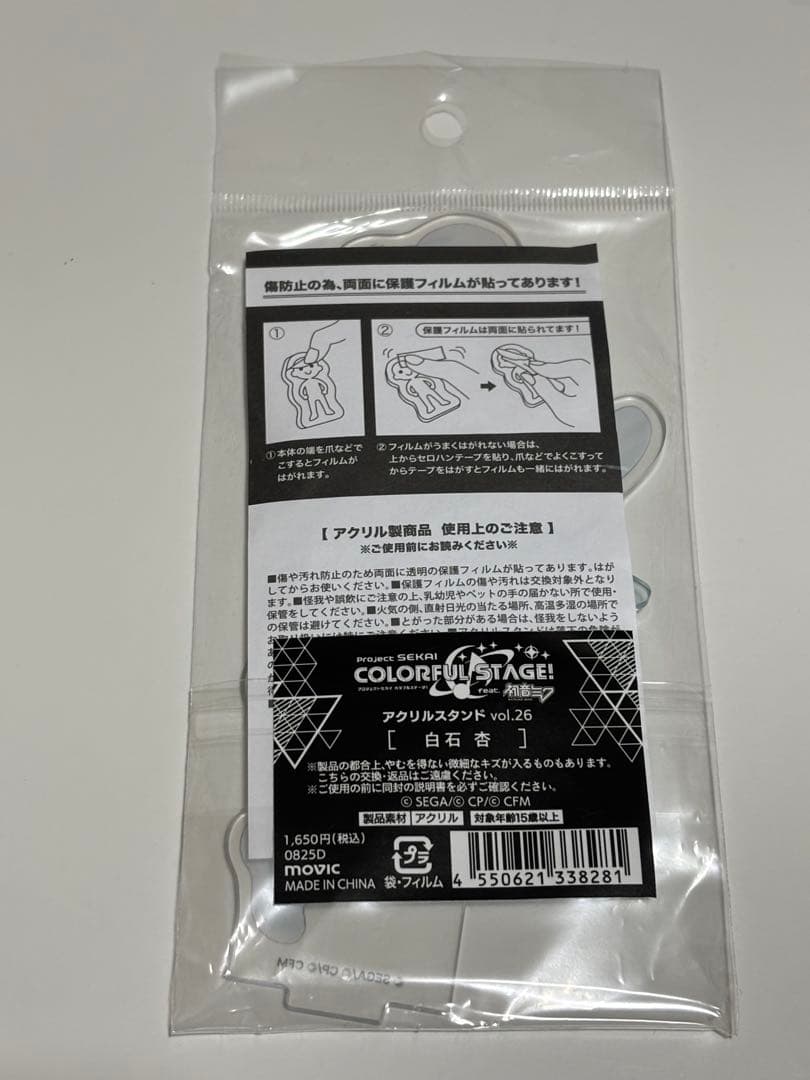 傷防止の為、両面に保護フィルムが貼ってあります!
①
②
保護フィルムは両面に貼られてます!
①本体の端を爪などで
こするとフィルムが
はがれます。
②フィルムがうまくはがれない場合は、
上からセロハンテープを貼り、爪などでよくこすって
からテープをはがすとフィルムも一緒にはがれます。
【 アクリル製商品 使用上のご注意 】
※ご使用前にお読みください※
■傷や汚れ防止のため両面に透明の保護フィルムが貼ってあります。はが
してからお使いください。■保護フィルムの傷や汚れは交換対象外となり
ます。■怪我や誤飲にご注意の上、乳幼児やペットの手の届かない所で使用・
保管をしてください。■火気の側、直射日光の当たる場所、高温多湿の場所で
の保管は避けてください。■とがった部分がある場合は、怪我をしないよう
Project SEKAI
COLORFUL STAGE!
プロジェクトセカイ カラフルステージ!
feat. 初音ミク
アクリルスタンド vol.26
[ 白石 杏 ]
※製品の都合上、やむを得ない微細なキズが入るものもあります。
こちらの交換・返品はご遠慮ください。
※ご使用の前に同封の説明書を必ずご確認ください。
© SEGA/© CP/© CFM
製品素材 アクリル 対象年齢15歳以上
1,650円(税込)
0825D
movic
MADE IN CHINA
プラ
袋・フィルム
4 550621 338281
© SEGA/© CP/© CFM